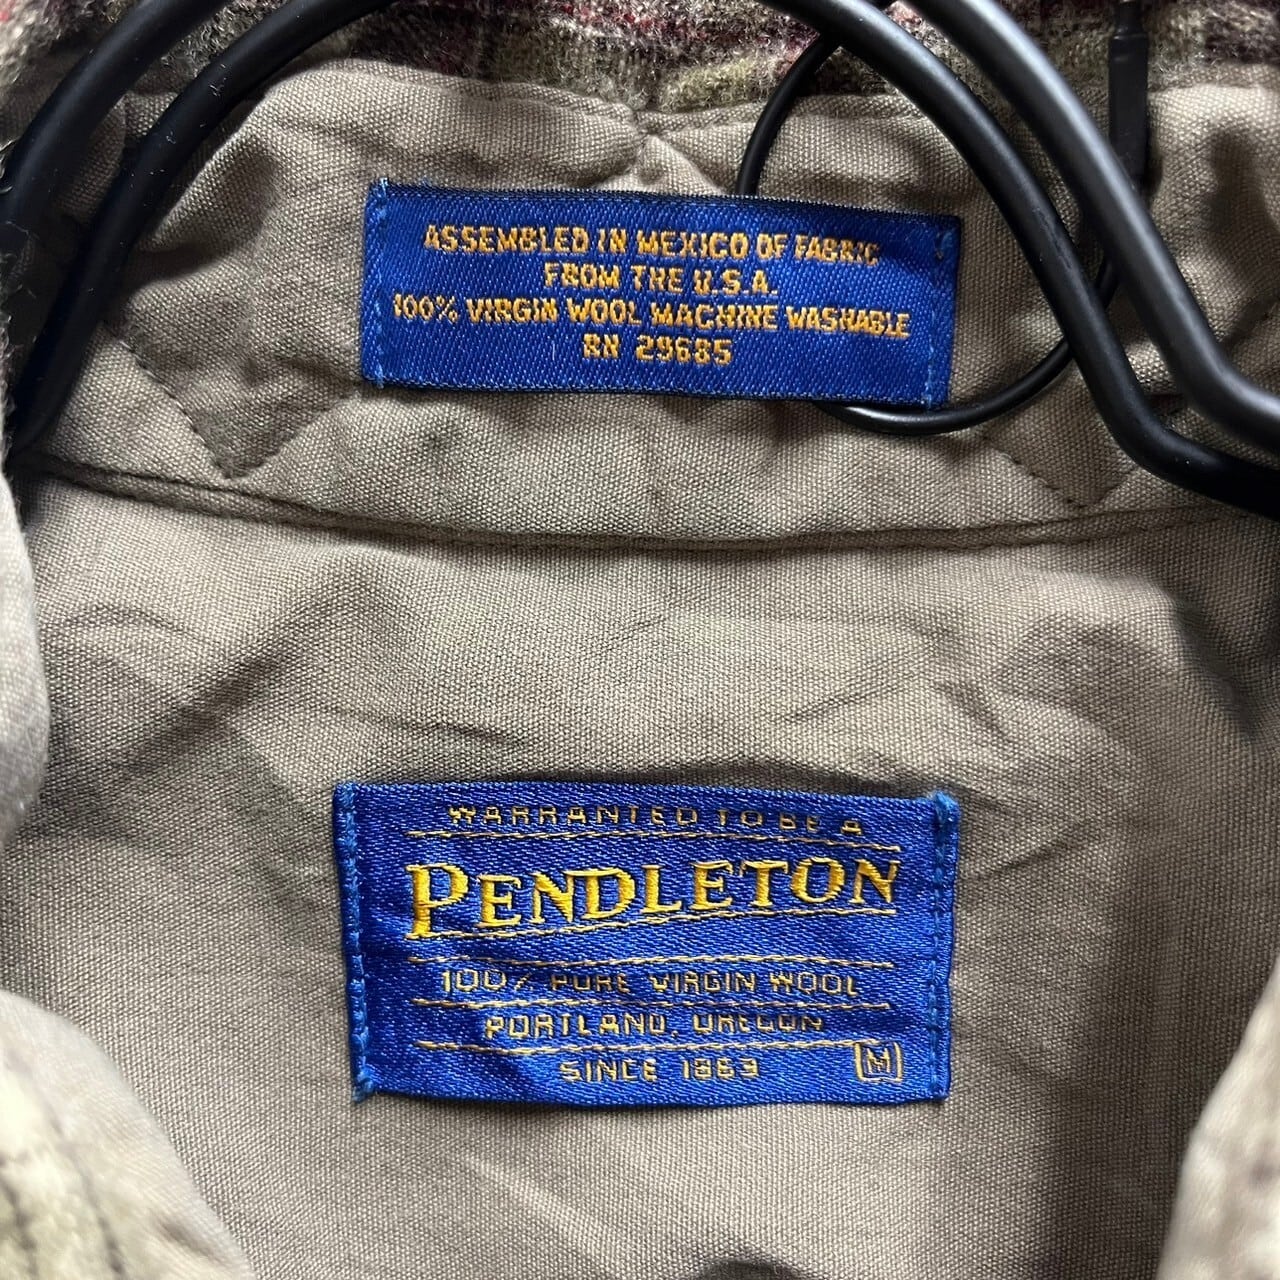 ASSEMBLED IN MEXICO OF FABRIC
FROM THE U.S.A.
100% VIRGIN WOOL MACHINE WASHABLE
RN 29685
WARRANTED TO BE A
PENDLETON
100% PURE VIRGIN WOOL
PORTLAND, OREGON
SINCE 1863
M